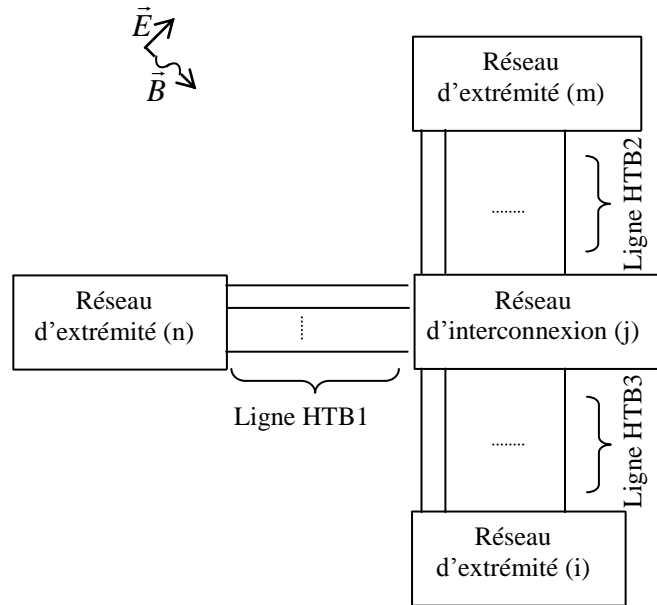 E
B
Réseau
d'extrémité (m)
Ligne HTB2
........
Réseau
d'extrémité (n)
Réseau
d'interconnexion (j)
Ligne HTB1
Ligne HTB3
........
Réseau
d'extrémité (i)